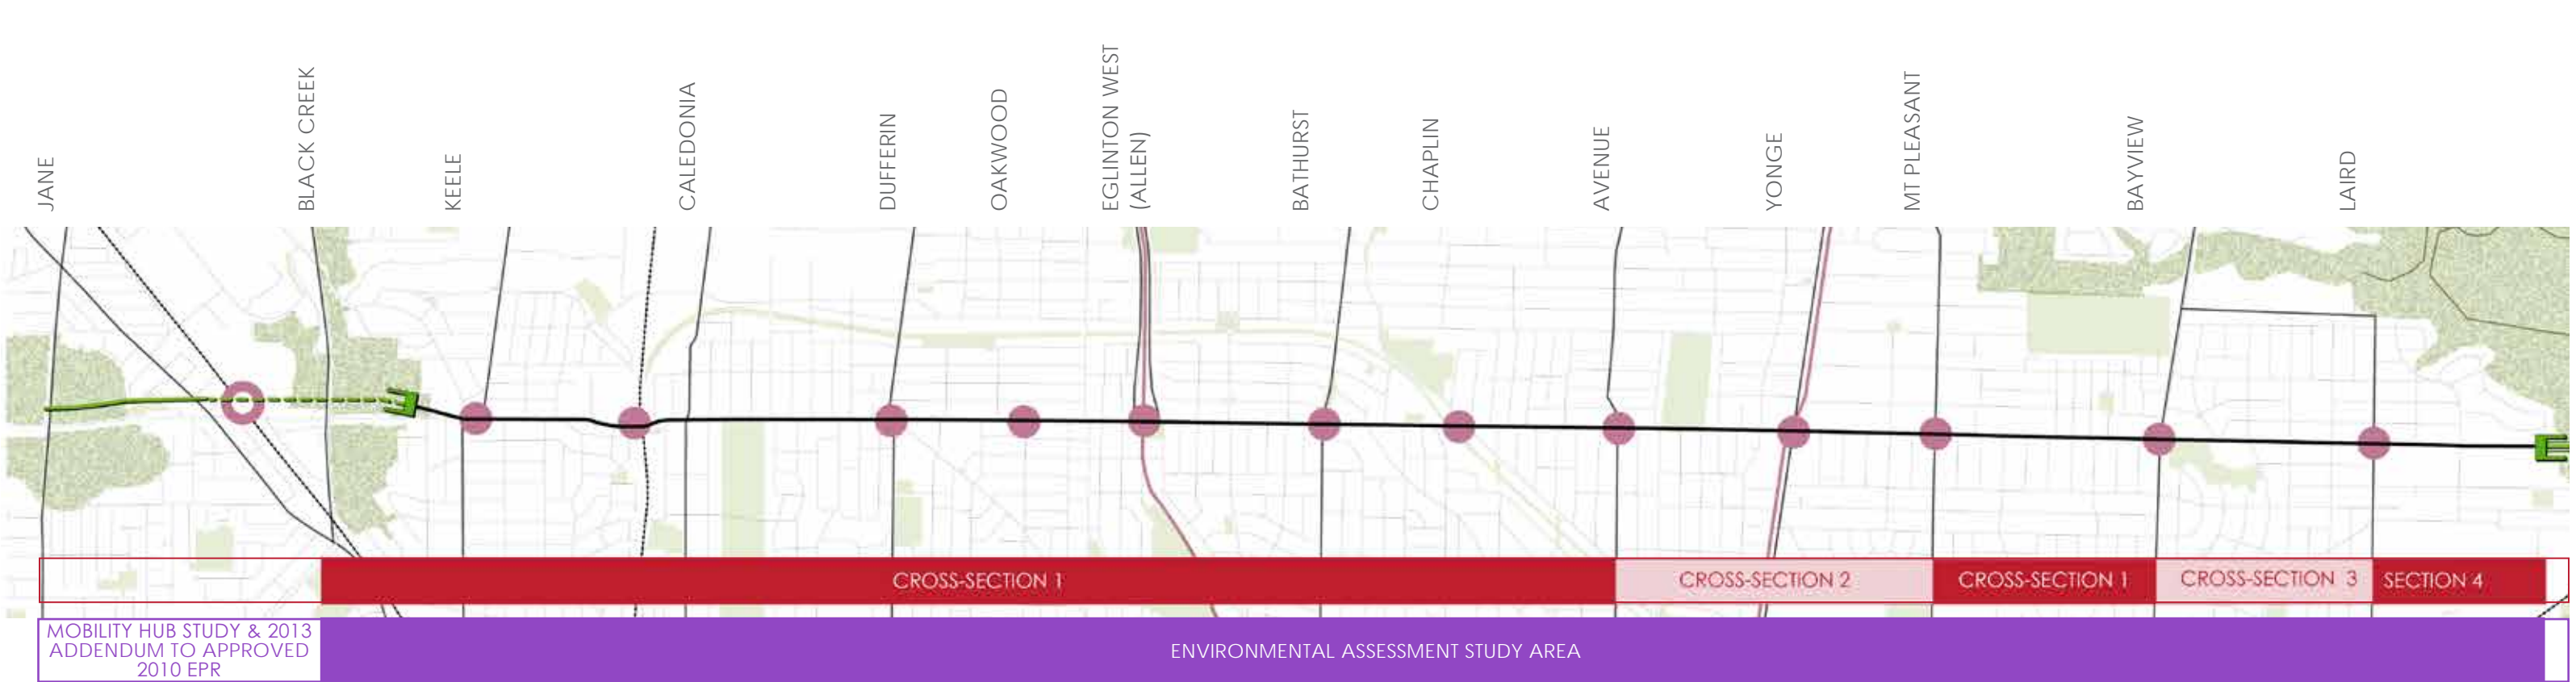 JANE
BLACK CREEK
KEELE
CALEDONIA
DUFFERIN
OAKWOOD
EGLINTON WEST
(ALLEN)
BATHURST
CHAPLIN
AVENUE
YONGE
MT PLEASANT
BAYVIEW
LAIRD
CROSS-SECTION 1
CROSS-SECTION 2
CROSS-SECTION 1
CROSS-SECTION 3
SECTION 4
MOBILITY HUB STUDY & 2013
ADDENDUM TO APPROVED
2010 EPR
ENVIRONMENTAL ASSESSMENT STUDY AREA